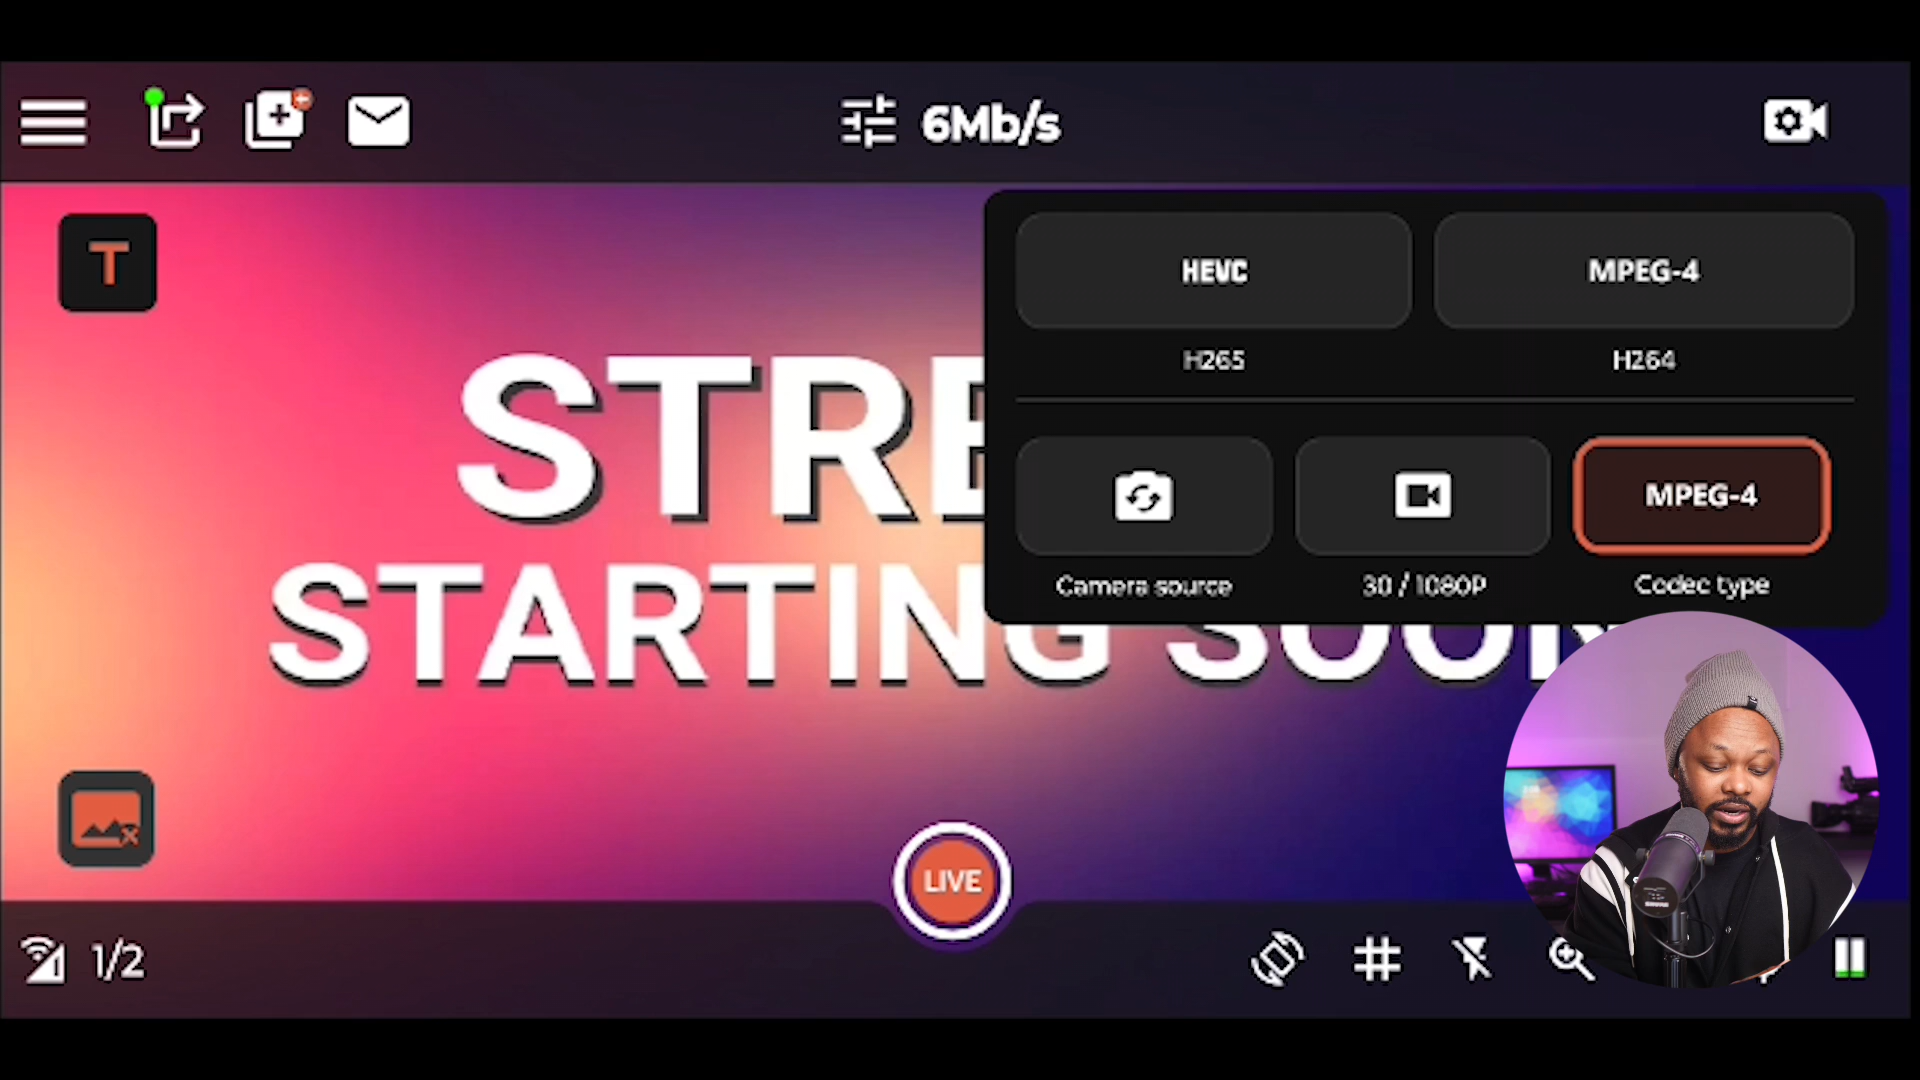 6Mb/s
T
HEVC
MPEG-4
H265
H264
STRE
MPEG-4
Camera source
30 / 1080P
Codec type
STARTING SOON
LIVE
1/2